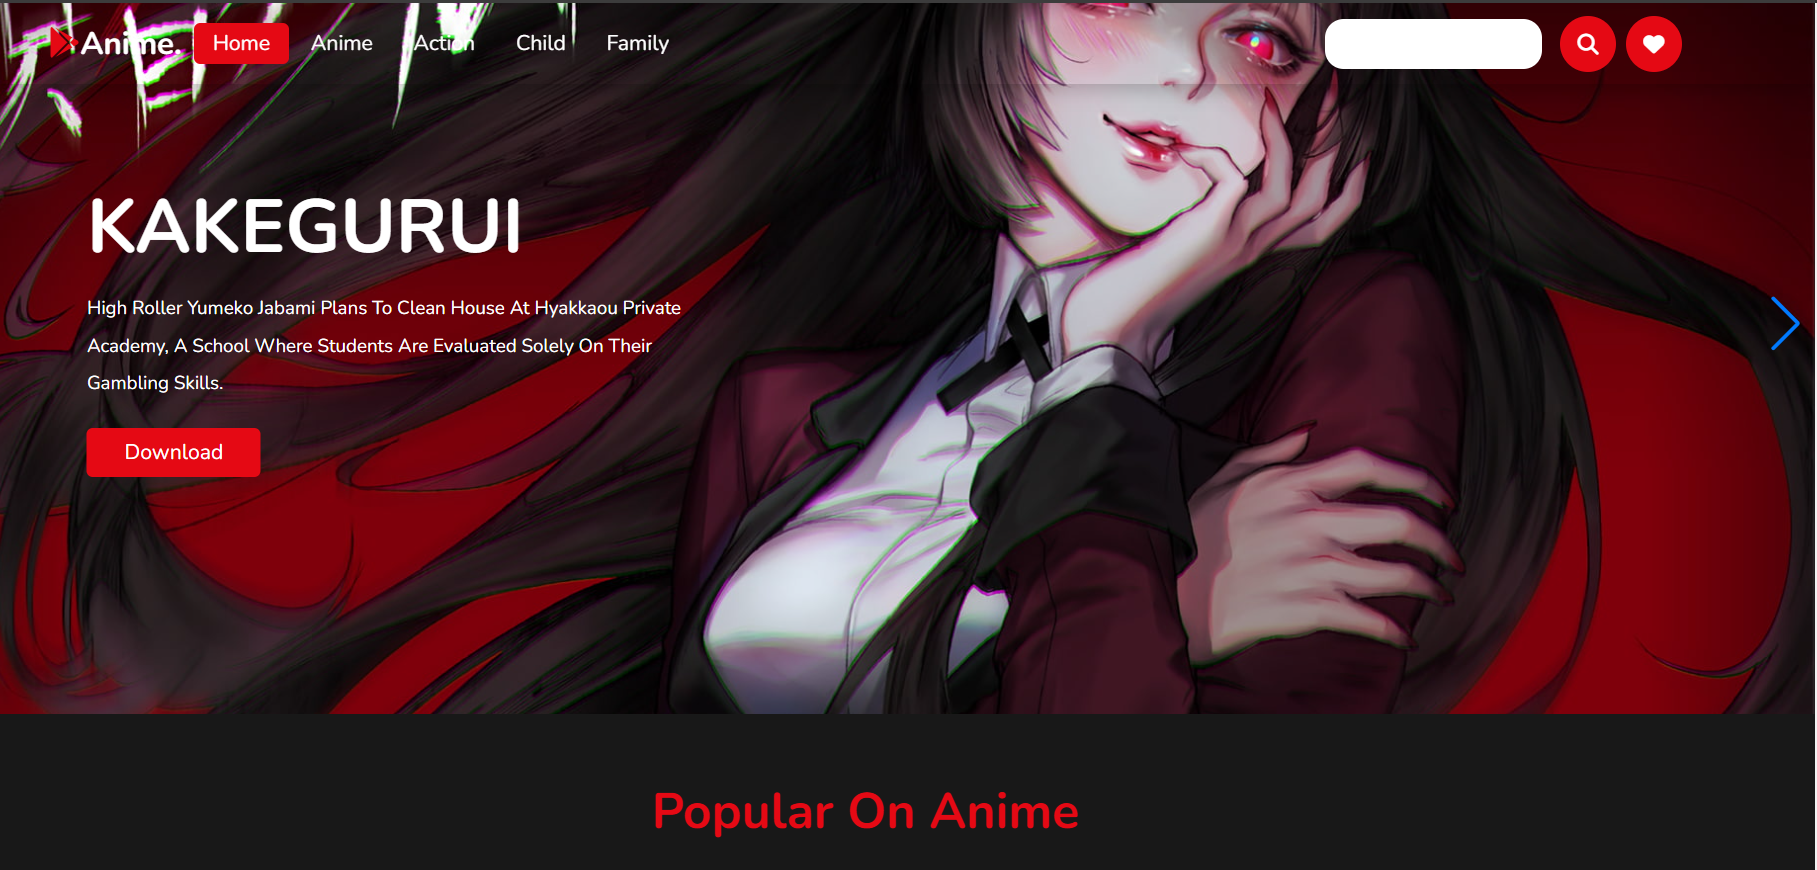 Anime.
Home
Anime
Action
Child
Family
KAKEGURUI
High Roller Yumeko Jabami Plans To Clean House At Hyakkaou Private
Academy, A School Where Students Are Evaluated Solely On Their
Gambling Skills.
Download
Popular On Anime